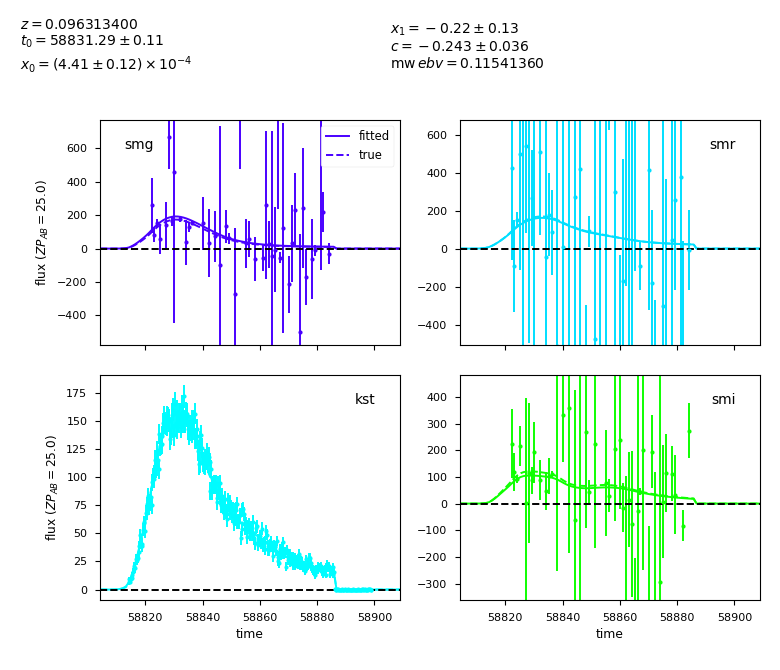 z = 0.096313400
t₀ = 58831.29 ± 0.11
x₀ = (4.41 ± 0.12) × 10⁻⁴
x₁ = −0.22 ± 0.13
c = −0.243 ± 0.036
mw ebv = 0.11541360
smg
fitted
true
600
400
200
0
−200
−400
flux (ZP_AB = 25.0)
smr
600
400
200
0
−200
−400
kst
175
150
125
100
75
50
25
0
flux (ZP_AB = 25.0)
58820 58840 58860 58880 58900
time
smi
400
300
200
100
0
−100
−200
−300
58820 58840 58860 58880 58900
time